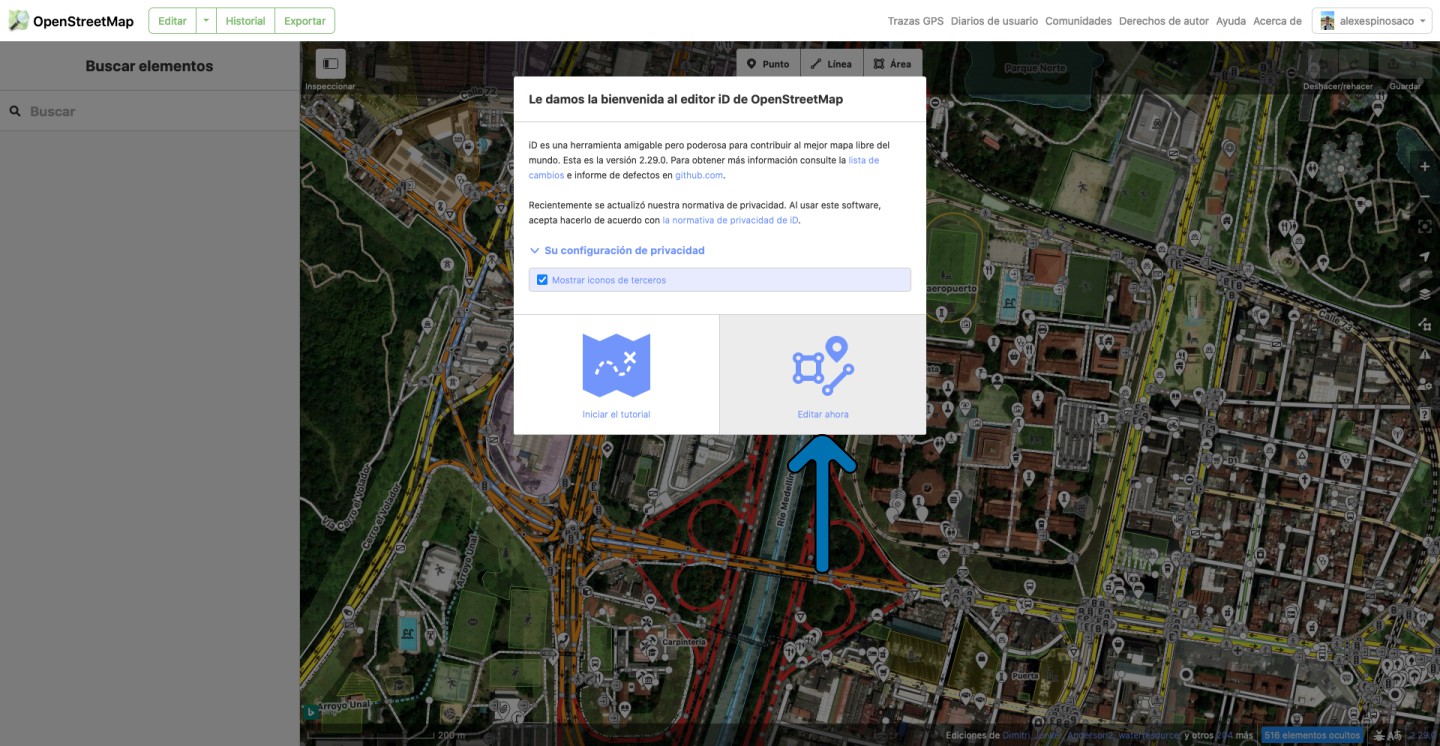 OpenStreetMap
Editar
Historial
Exportar
Trazas GPS
Diarios de usuario
Comunidades
Derechos de autor
Ayuda
Acerca de
alexespinosaco
Buscar elementos
Buscar
Inspeccionar
Punto
Línea
Área
Deshacer/rehacer
Guardar
Parque Norte
Calle 72
Le damos la bienvenida al editor iD de OpenStreetMap
iD es una herramienta amigable pero poderosa para contribuir al mejor mapa libre del
mundo. Esta es la versión 2.29.0. Para obtener más información consulte la lista de
cambios e informe de defectos en github.com.
Recientemente se actualizó nuestra normativa de privacidad. Al usar este software,
acepta hacerlo de acuerdo con la normativa de privacidad de iD.
Su configuración de privacidad
Mostrar iconos de terceros
Iniciar el tutorial
Editar ahora
aeropuerto
Calle 73
Vía Cerro el Volador
Cerro el Volador
Arroyo Unal
Río Medellín
Carpintería
Puerta
D1
Arroyo Unal
200 m
Ediciones de Dimitri
Anderson2, waterresource, y otros 204 más
516 elementos ocultos
2.29.0